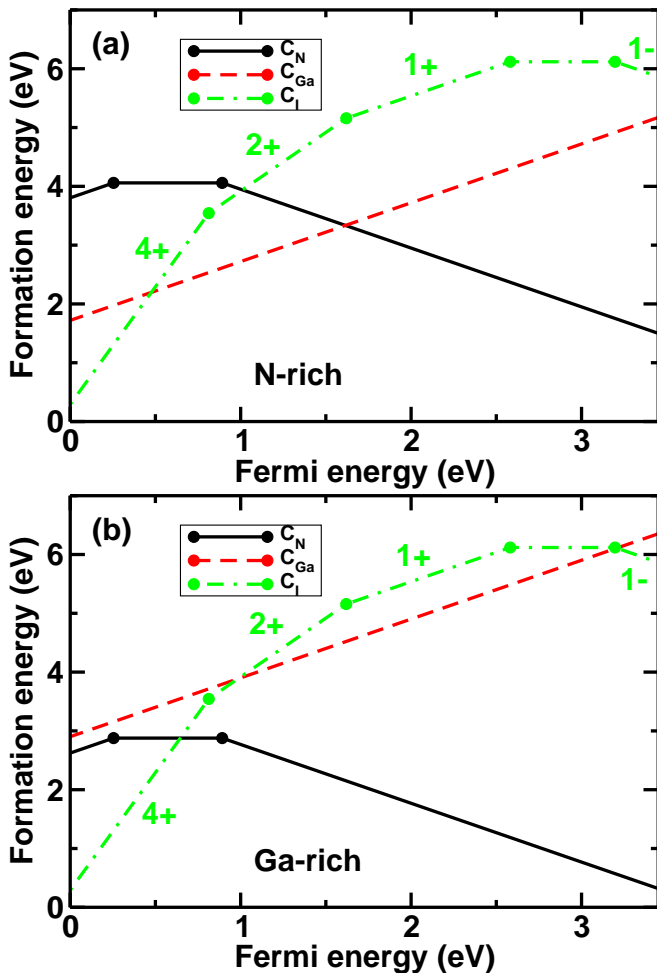 (a)
C_N
C_Ga
C_I
1+
1-
2+
4+
N-rich
Formation energy (eV)
6
4
2
0
0 1 2 3
Fermi energy (eV)
(b)
C_N
C_Ga
C_I
1+
1-
2+
4+
Ga-rich
Formation energy (eV)
6
4
2
0
0 1 2 3
Fermi energy (eV)